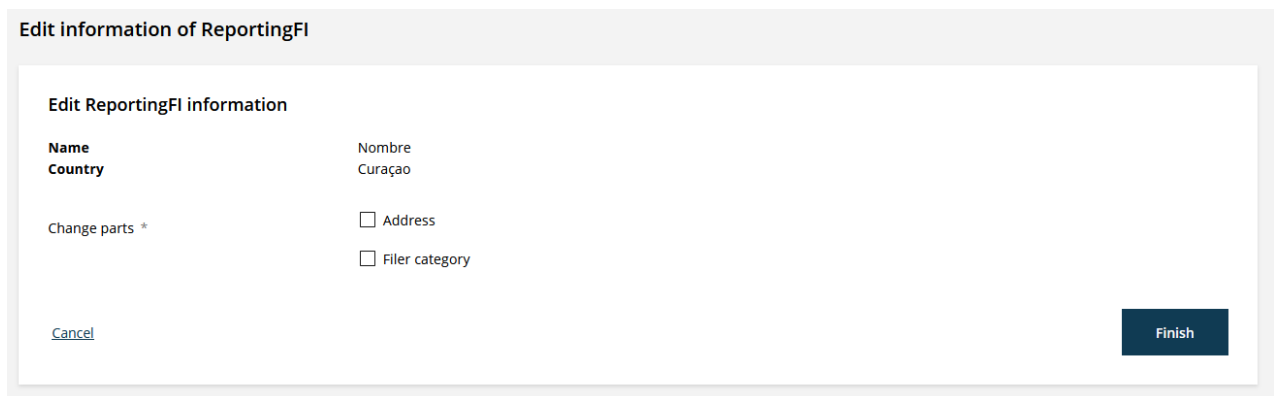 Edit information of ReportingFI
Edit ReportingFI information
Name Nombre
Country Curaçao
Change parts * Address
Filer category
Cancel Finish